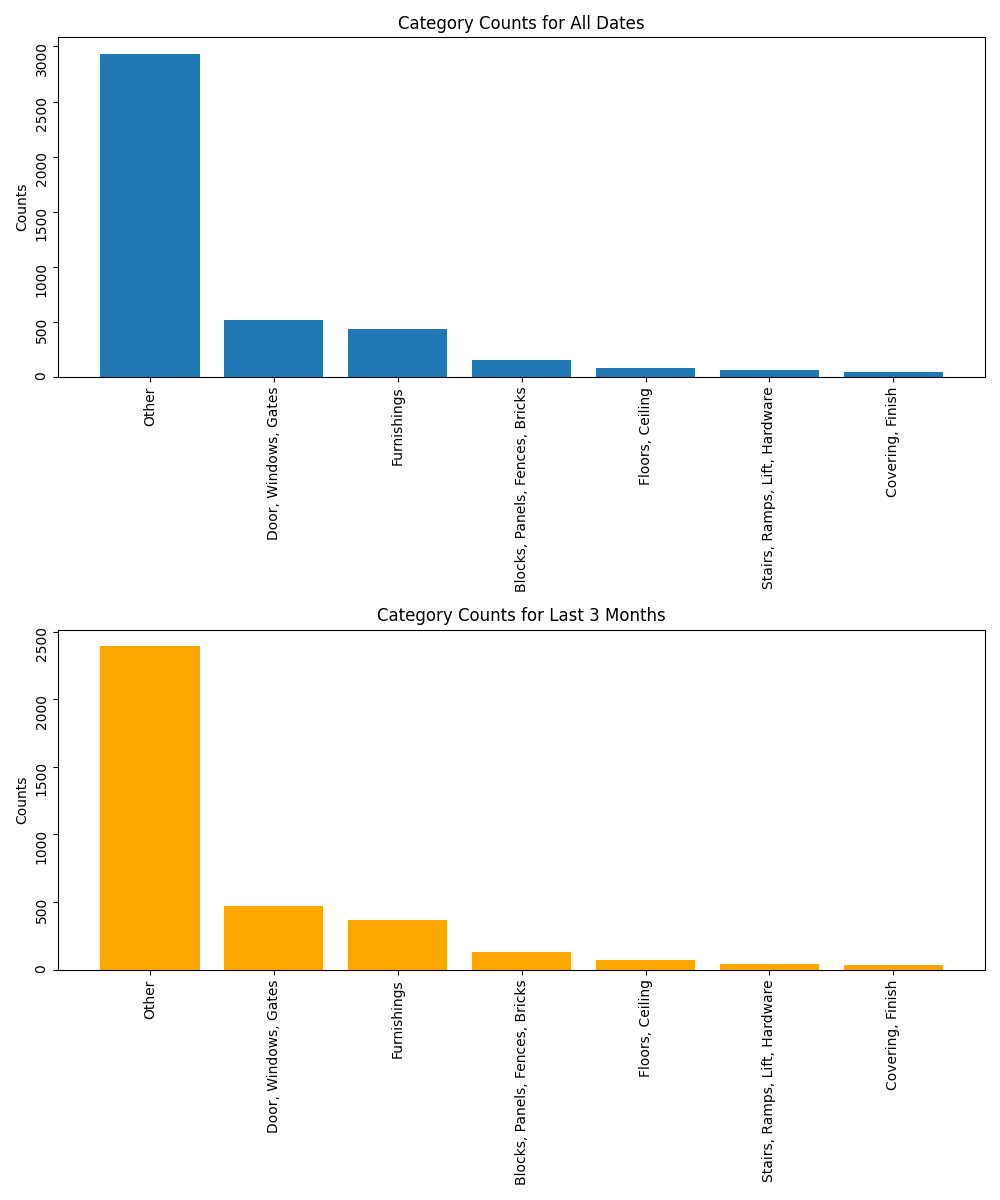 Category Counts for All Dates
Counts
3000
2500
2000
1500
1000
500
0
Other
Door, Windows, Gates
Furnishings
Blocks, Panels, Fences, Bricks
Floors, Ceiling
Stairs, Ramps, Lift, Hardware
Covering, Finish
Category Counts for Last 3 Months
Counts
2500
2000
1500
1000
500
0
Other
Door, Windows, Gates
Furnishings
Blocks, Panels, Fences, Bricks
Floors, Ceiling
Stairs, Ramps, Lift, Hardware
Covering, Finish